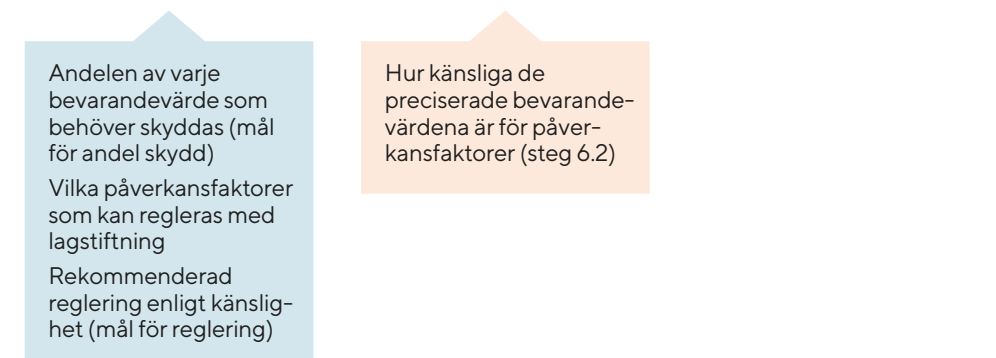 Andelen av varje
bevarandevärde som
behöver skyddas (mål
för andel skydd)
Vilka påverkansfaktorer
som kan regleras med
lagstiftning
Rekommenderad
reglering enligt känslig-
het (mål för reglering)
Hur känsliga de
preciserade bevarande-
värdena är för påver-
kansfaktorer (steg 6.2)